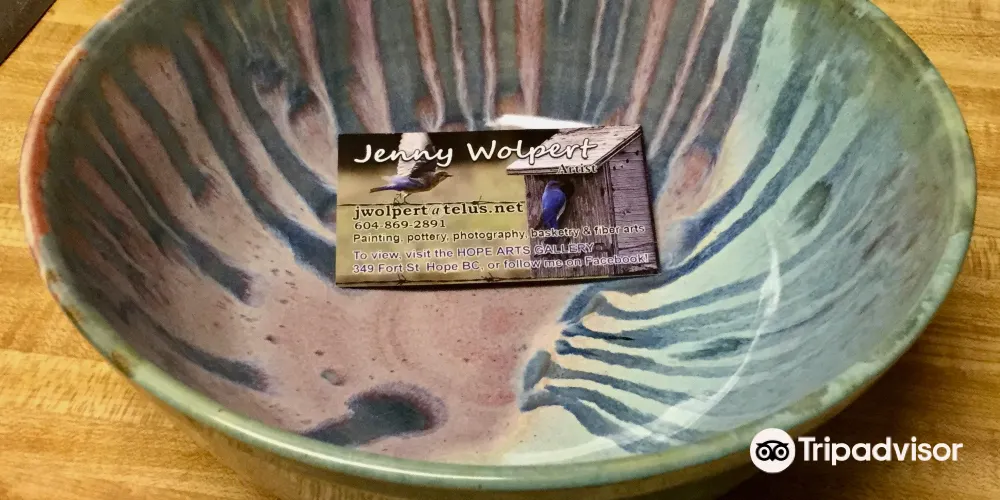 Jenny Wolpert
Artist
jwolpert at telus.net
604-869-2891
Painting, pottery, photography, basketry & fiber arts
To view, visit the HOPE ARTS GALLERY
349 Fort St Hope BC, or follow me on Facebook!
Tripadvisor